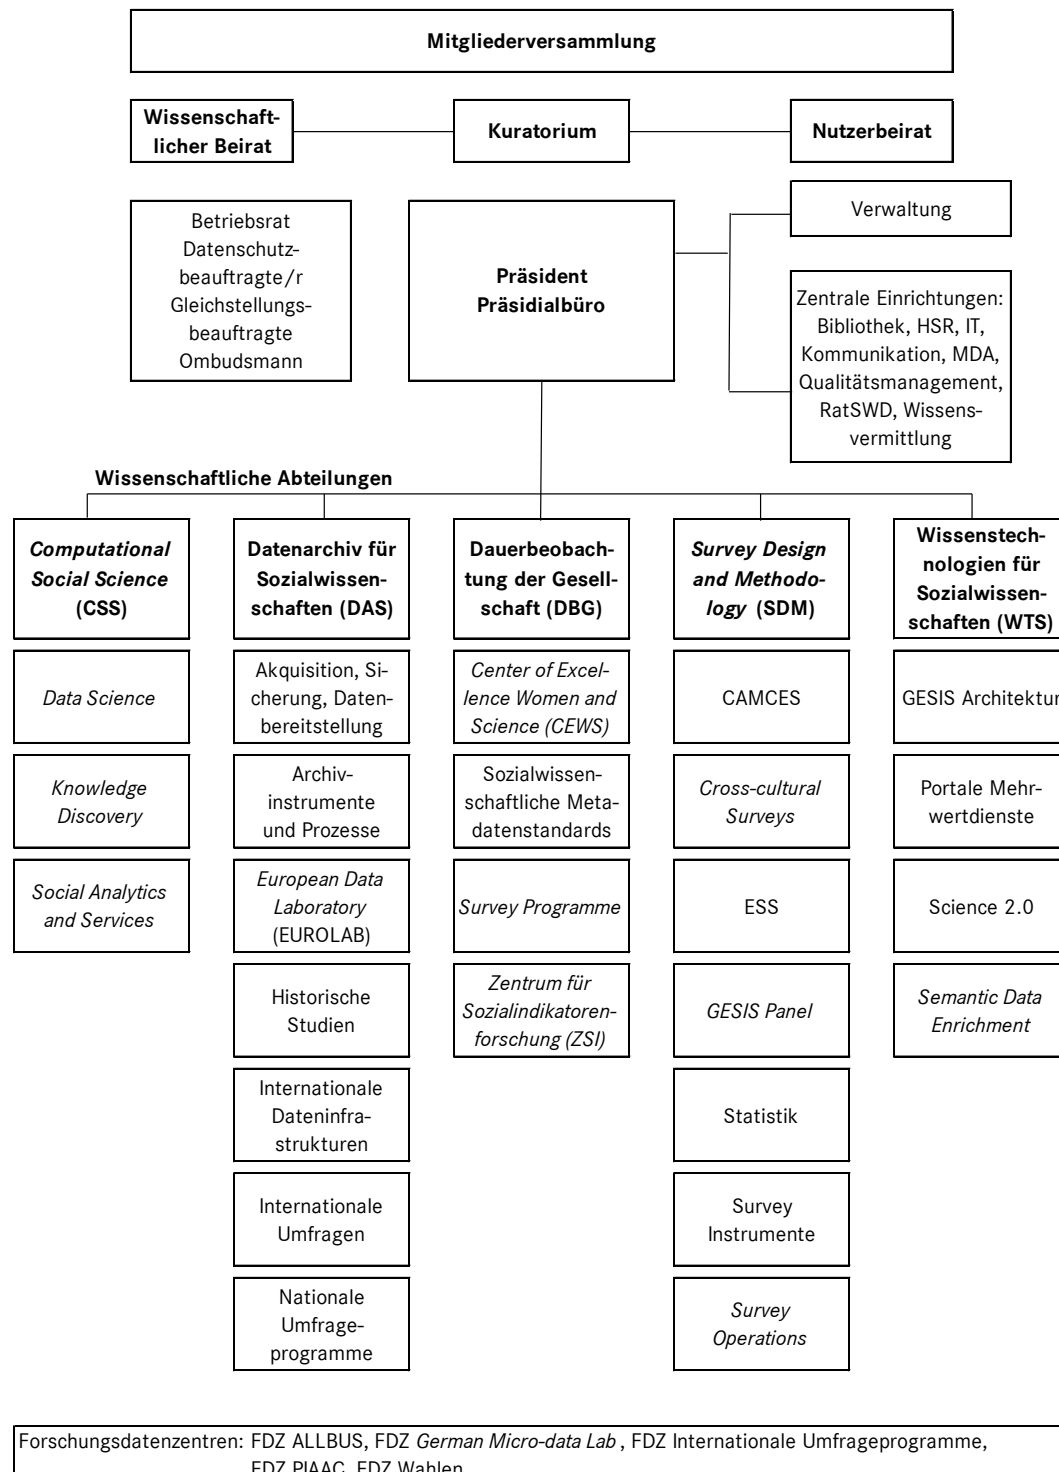 Mitgliederversammlung
Wissenschaft-
licher Beirat
Kuratorium
Nutzerbeirat
Betriebsrat
Datenschutz-
beauftragte/r
Gleichstellungs-
beauftragte
Ombudsmann
Präsident
Präsidialbüro
Verwaltung
Zentrale Einrichtungen:
Bibliothek, HSR, IT,
Kommunikation, MDA,
Qualitätsmanagement,
RatSWD, Wissens-
vermittlung
Wissenschaftliche Abteilungen
Computational
Social Science
(CSS)
Data Science
Knowledge
Discovery
Social Analytics
and Services
Datenarchiv für
Sozialwissen-
schaften (DAS)
Akquisition, Si-
cherung, Daten-
bereitstellung
Archiv-
instrumente
und Prozesse
European Data
Laboratory
(EUROLAB)
Historische
Studien
Internationale
Dateninfra-
strukturen
Internationale
Umfragen
Nationale
Umfrage-
programme
Dauerbeobach-
tung der Gesell-
schaft (DBG)
Center of Excel-
lence Women and
Science (CEWS)
Sozialwissen-
schaftliche Meta-
datenstandards
Survey Programme
Zentrum für
Sozialindikatoren-
forschung (ZSI)
Survey Design
and Methodo-
logy (SDM)
CAMCES
Cross-cultural
Surveys
ESS
GESIS Panel
Statistik
Survey
Instrumente
Survey
Operations
Wissenstech-
nologien für
Sozialwissen-
schaften (WTS)
GESIS Architektur
Portale Mehr-
wertdienste
Science 2.0
Semantic Data
Enrichment
Forschungsdatenzentren: FDZ ALLBUS, FDZ German Micro-data Lab, FDZ Internationale Umfrageprogramme,
FDZ PIAAC, FDZ Wahlen